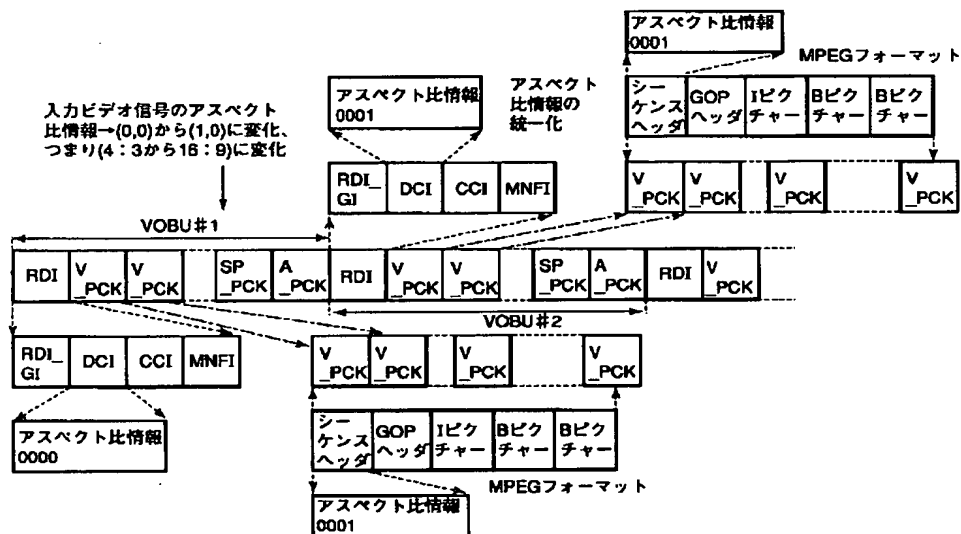 アスペクト比情報
0001
MPEGフォーマット
シー
ケンス
ヘッダ
GOP
ヘッダ
Iピク
チャー
Bピク
チャー
Bピク
チャー
アスペクト比情報
0001
アスペクト
比情報の
統一化
入力ビデオ信号のアスペクト
比情報→(0,0)から(1,0)に変化、
つまり(4:3から16:9)に変化
RDI_
GI
DCI
CCI
MNFI
V
_PCK
V
_PCK
V
_PCK
V
_PCK
VOBU#1
RDI
V
_PCK
V
_PCK
SP
_PCK
A
_PCK
RDI
V
_PCK
V
_PCK
SP
_PCK
A
_PCK
RDI
V
_PCK
VOBU#2
RDI_
GI
DCI
CCI
MNFI
V
_PCK
V
_PCK
V
_PCK
V
_PCK
アスペクト比情報
0000
シー
ケンス
ヘッダ
GOP
ヘッダ
Iピク
チャー
Bピク
チャー
Bピク
チャー
MPEGフォーマット
アスペクト比情報
0001